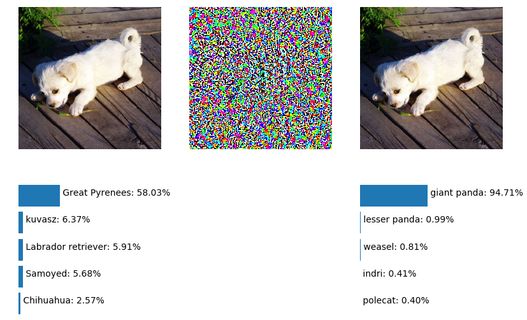 Great Pyrenees: 58.03%
kuvasz: 6.37%
Labrador retriever: 5.91%
Samoyed: 5.68%
Chihuahua: 2.57%
giant panda: 94.71%
lesser panda: 0.99%
weasel: 0.81%
indri: 0.41%
polecat: 0.40%